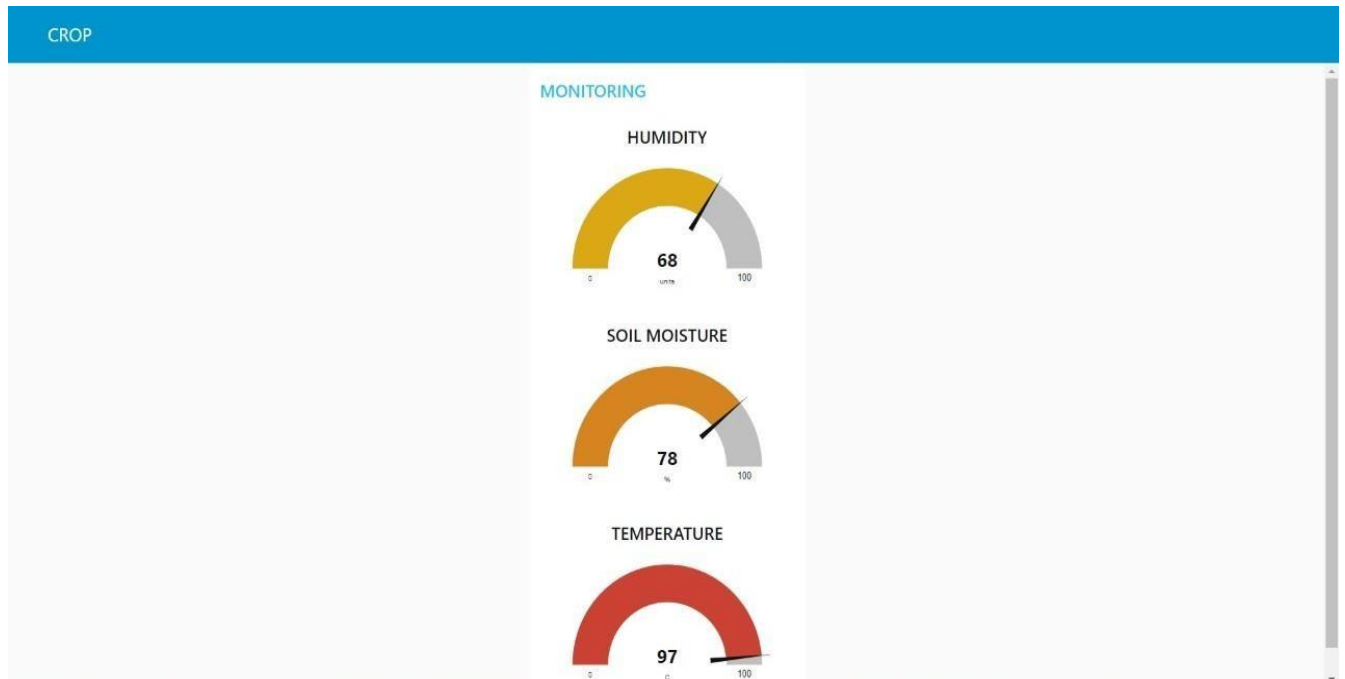 CROP
MONITORING
HUMIDITY
68
0 units 100
SOIL MOISTURE
78
0 % 100
TEMPERATURE
97
0 C 100